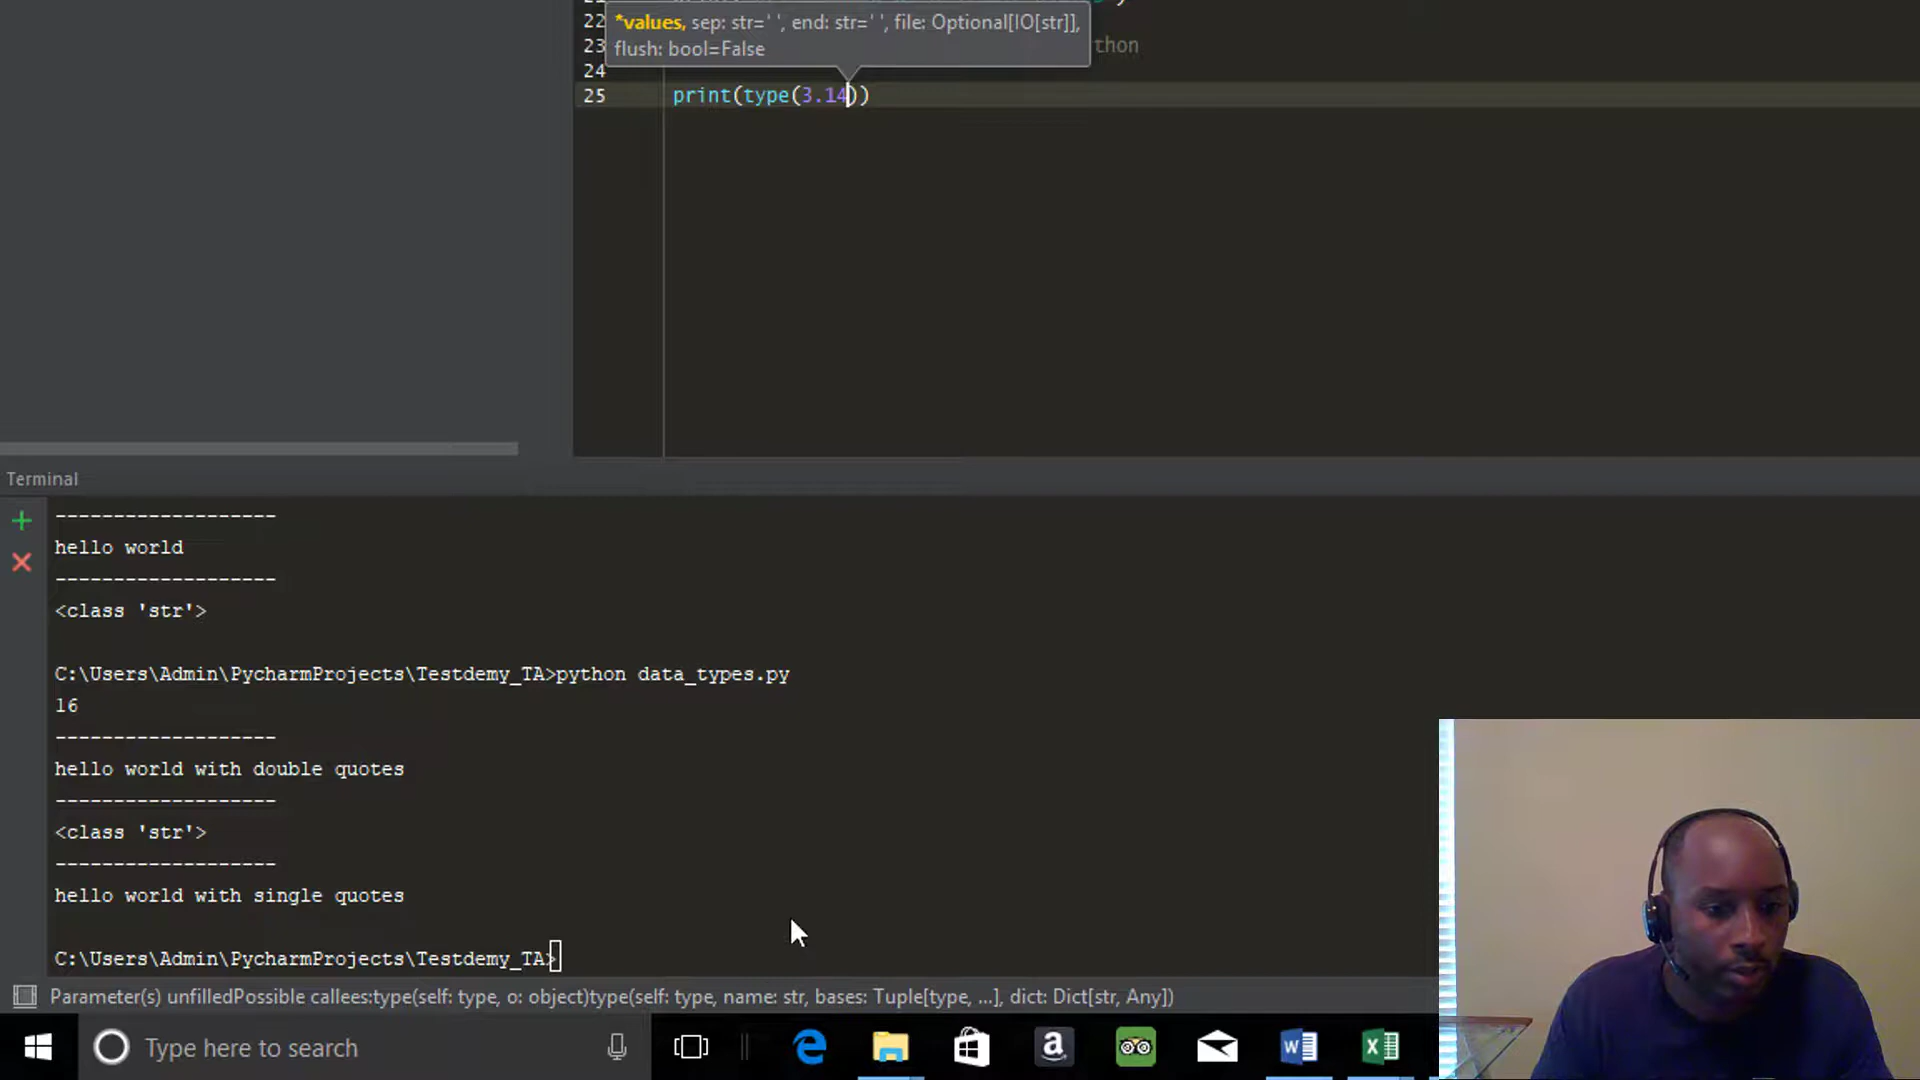 *values, sep: str=' ', end: str=' ', file: Optional[IO[str]],
flush: bool=False
22
23 thon
24
25 print(type(3.14))
Terminal
-------------------
hello world
-------------------
<class 'str'>
C:\Users\Admin\PycharmProjects\Testdemy_TA>python data_types.py
16
-------------------
hello world with double quotes
-------------------
<class 'str'>
-------------------
hello world with single quotes
C:\Users\Admin\PycharmProjects\Testdemy_TA>
Parameter(s) unfilledPossible callees:type(self: type, o: object)type(self: type, name: str, bases: Tuple[type, ...], dict: Dict[str, Any])
Type here to search